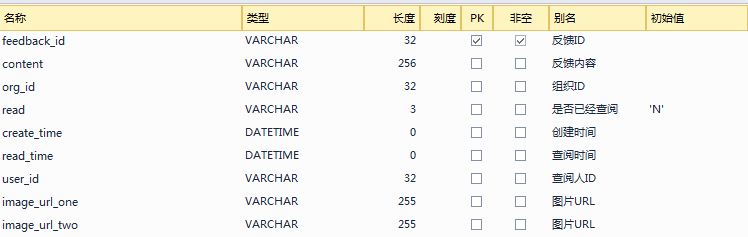 名称 类型 长度 刻度 PK 非空 别名 初始值
feedback_id VARCHAR 32 反馈ID
content VARCHAR 256 反馈内容
org_id VARCHAR 32 组织ID
read VARCHAR 3 是否已经查阅 'N'
create_time DATETIME 0 创建时间
read_time DATETIME 0 查阅时间
user_id VARCHAR 32 查阅人ID
image_url_one VARCHAR 255 图片URL
image_url_two VARCHAR 255 图片URL